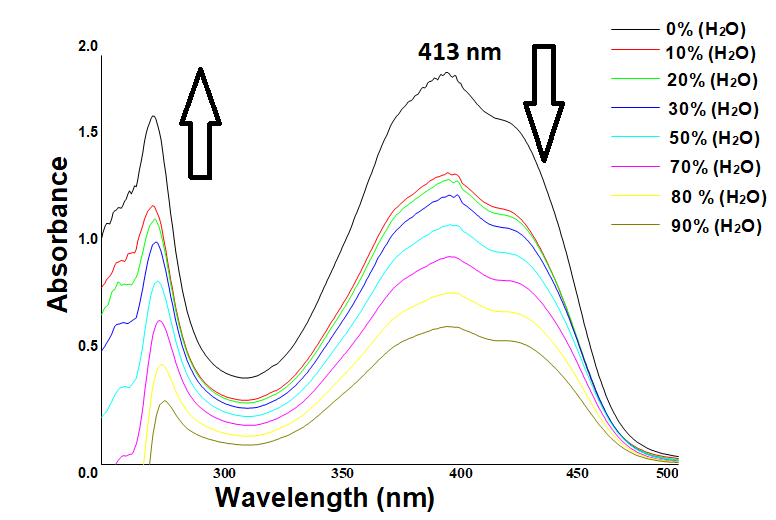 413 nm
0% (H₂O)
10% (H₂O)
20% (H₂O)
30% (H₂O)
50% (H₂O)
70% (H₂O)
80 % (H₂O)
90% (H₂O)
Absorbance
2.0
1.5
1.0
0.5
0.0
300
350
400
450
500
Wavelength (nm)